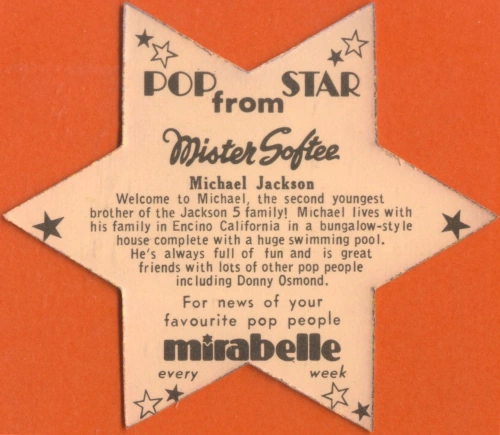 POP from STAR
Mister Softee
Michael Jackson
Welcome to Michael, the second youngest
brother of the Jackson 5 family! Michael lives with
his family in Encino California in a bungalow-style
house complete with a huge swimming pool.
He's always full of fun and is great
friends with lots of other pop people
including Donny Osmond.
For news of your
favourite pop people
mirabelle
every week